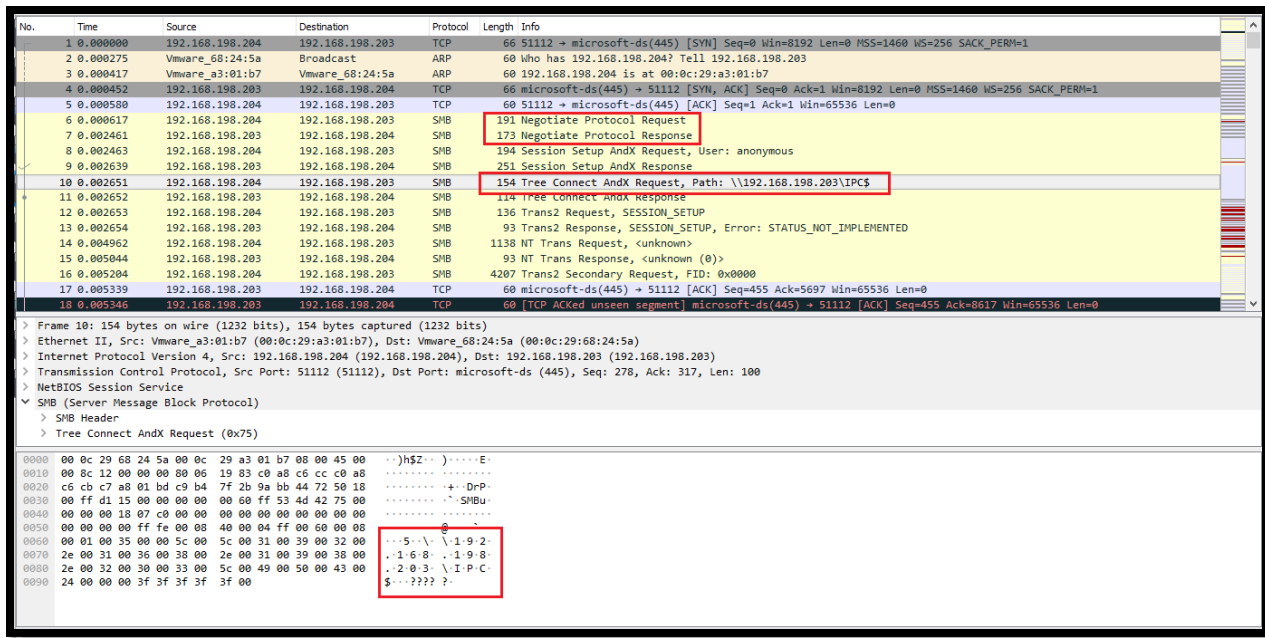 No. Time Source Destination Protocol Length Info
1 0.000000 192.168.198.204 192.168.198.203 TCP 66 51112 → microsoft-ds(445) [SYN] Seq=0 Win=8192 Len=0 MSS=1460 WS=256 SACK_PERM=1
2 0.000275 Vmware_68:24:5a Broadcast ARP 60 Who has 192.168.198.204? Tell 192.168.198.203
3 0.000417 Vmware_a3:01:b7 Vmware_68:24:5a ARP 60 192.168.198.204 is at 00:0c:29:a3:01:b7
4 0.000452 192.168.198.203 192.168.198.204 TCP 66 microsoft-ds(445) → 51112 [SYN, ACK] Seq=0 Ack=1 Win=8192 Len=0 MSS=1460 WS=256 SACK_PERM=1
5 0.000580 192.168.198.204 192.168.198.203 TCP 60 51112 → microsoft-ds(445) [ACK] Seq=1 Ack=1 Win=65536 Len=0
6 0.000617 192.168.198.204 192.168.198.203 SMB 191 Negotiate Protocol Request
7 0.002461 192.168.198.203 192.168.198.204 SMB 173 Negotiate Protocol Response
8 0.002463 192.168.198.204 192.168.198.203 SMB 194 Session Setup AndX Request, User: anonymous
9 0.002639 192.168.198.203 192.168.198.204 SMB 251 Session Setup AndX Response
10 0.002651 192.168.198.204 192.168.198.203 SMB 154 Tree Connect AndX Request, Path: \\192.168.198.203\IPC$
11 0.002652 192.168.198.203 192.168.198.204 SMB 114 Tree Connect AndX Response
12 0.002653 192.168.198.204 192.168.198.203 SMB 136 Trans2 Request, SESSION_SETUP
13 0.002654 192.168.198.203 192.168.198.204 SMB 93 Trans2 Response, SESSION_SETUP, Error: STATUS_NOT_IMPLEMENTED
14 0.004962 192.168.198.204 192.168.198.203 SMB 1138 NT Trans Request, <unknown>
15 0.005044 192.168.198.203 192.168.198.204 SMB 93 NT Trans Response, <unknown (0)>
16 0.005204 192.168.198.204 192.168.198.203 SMB 4207 Trans2 Secondary Request, FID: 0x0000
17 0.005339 192.168.198.203 192.168.198.204 TCP 60 microsoft-ds(445) → 51112 [ACK] Seq=455 Ack=5697 Win=65536 Len=0
18 0.005346 192.168.198.203 192.168.198.204 TCP 60 [TCP ACKed unseen segment] microsoft-ds(445) → 51112 [ACK] Seq=455 Ack=8617 Win=65536 Len=0
> Frame 10: 154 bytes on wire (1232 bits), 154 bytes captured (1232 bits)
> Ethernet II, Src: Vmware_a3:01:b7 (00:0c:29:a3:01:b7), Dst: Vmware_68:24:5a (00:0c:29:68:24:5a)
> Internet Protocol Version 4, Src: 192.168.198.204 (192.168.198.204), Dst: 192.168.198.203 (192.168.198.203)
> Transmission Control Protocol, Src Port: 51112 (51112), Dst Port: microsoft-ds (445), Seq: 278, Ack: 317, Len: 100
> NetBIOS Session Service
SMB (Server Message Block Protocol)
> SMB Header
> Tree Connect AndX Request (0x75)
0000 00 0c 29 68 24 5a 00 0c 29 a3 01 b7 08 00 45 00 ··)h$Z·· )·····E·
0010 00 8c 12 00 00 00 80 06 19 83 c0 a8 c6 cc c0 a8 ········ ········
0020 c6 cb c7 a8 01 bd c9 b4 7f 2b 9a bb 44 72 50 18 ········ ·+··DrP·
0030 00 ff d1 15 00 00 00 00 00 60 ff 53 4d 42 75 00 ········ ·`·SMBu·
0040 00 00 00 18 07 c0 00 00 00 00 00 00 00 00 00 00 ········ ········
0050 00 00 00 00 ff fe 00 08 40 00 04 ff 00 60 00 08 ········ @····`··
0060 00 01 00 35 00 00 5c 00 5c 00 31 00 39 00 32 00 ···5··\· \·1·9·2·
0070 2e 00 31 00 36 00 38 00 2e 00 31 00 39 00 38 00 .·1·6·8· .·1·9·8·
0080 2e 00 32 00 30 00 33 00 5c 00 49 00 50 00 43 00 .·2·0·3· \·I·P·C·
0090 24 00 00 00 3f 3f 3f 3f 3f 00 $···???? ?·